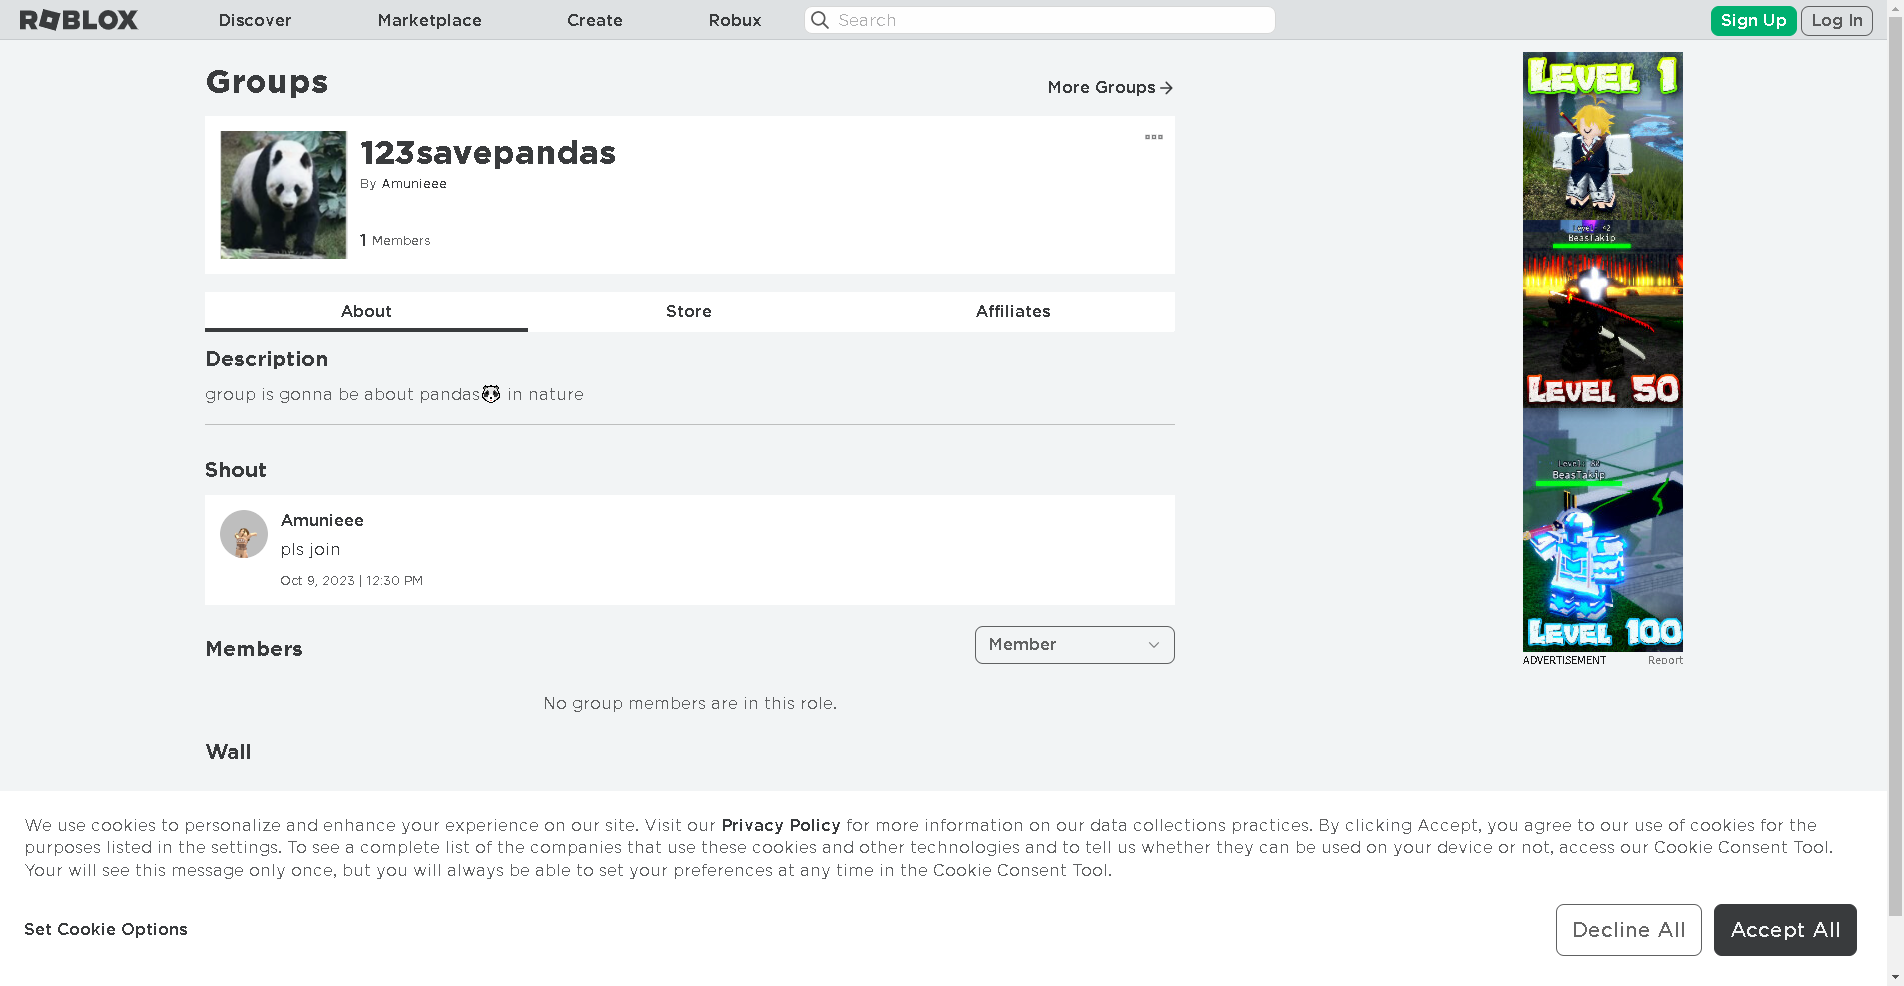 ROBLOX Discover Marketplace Create Robux Search Sign Up Log In
Groups
More Groups
123savepandas
By Amunieee
1 Members
About Store Affiliates
Description
group is gonna be about pandas🐼 in nature
Shout
Amunieee
pls join
Oct 9, 2023 | 12:30 PM
Members
Member
No group members are in this role.
Wall
LEVEL 1
BeasTakip
LEVEL 50
BeasTakip
LEVEL 100
ADVERTISEMENT Report
We use cookies to personalize and enhance your experience on our site. Visit our Privacy Policy for more information on our data collections practices. By clicking Accept, you agree to our use of cookies for the
purposes listed in the settings. To see a complete list of the companies that use these cookies and other technologies and to tell us whether they can be used on your device or not, access our Cookie Consent Tool.
Your will see this message only once, but you will always be able to set your preferences at any time in the Cookie Consent Tool.
Set Cookie Options
Decline All Accept All